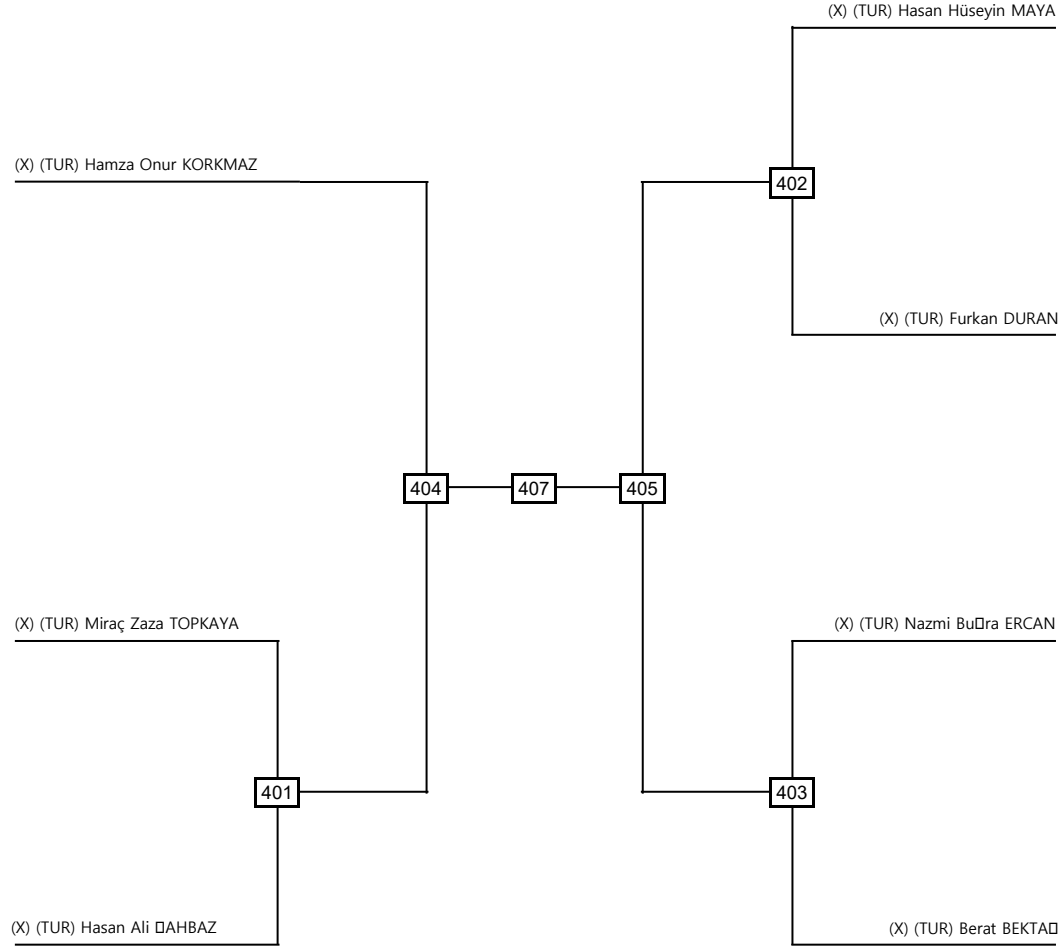 (X) (TUR) Hasan Hüseyin MAYA
(X) (TUR) Hamza Onur KORKMAZ
402
(X) (TUR) Furkan DURAN
404
407
405
(X) (TUR) Miraç Zaza TOPKAYA
(X) (TUR) Nazmi Bu□ra ERCAN
401
403
(X) (TUR) Hasan Ali □AHBAZ
(X) (TUR) Berat BEKTA□